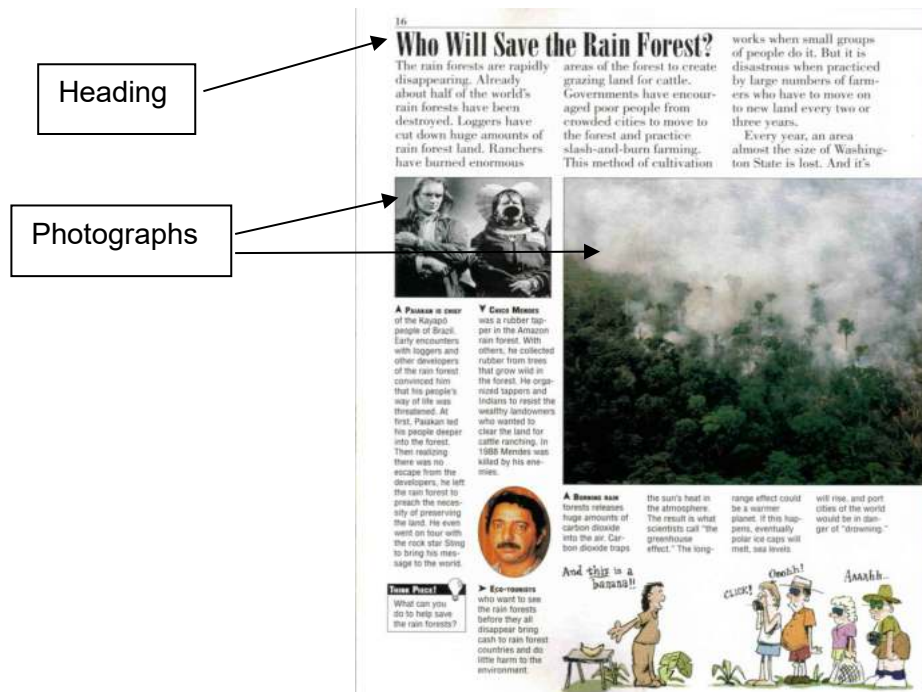 Heading
Photographs
16
Who Will Save the Rain Forest?
The rain forests are rapidly
disappearing. Already
about half of the world's
rain forests have been
destroyed. Loggers have
cut down huge amounts of
rain forest land. Ranchers
have burned enormous
areas of the forest to create
grazing land for cattle.
Governments have encour-
aged poor people from
crowded cities to move to
the forest and practice
slash-and-burn farming.
This method of cultivation
works when small groups
of people do it. But it is
disastrous when practiced
by large numbers of farm-
ers who have to move on
to new land every two or
three years.
Every year, an area
almost the size of Washing-
ton State is lost. And it's
PAIAKAN IS CHIEF
of the Kayapó
people of Brazil.
Early encounters
with loggers and
other developers
of the rain forest
convinced him
that his people's
way of life was
threatened. At
first, Paiakan led
his people deeper
into the forest.
Then realizing
there was no
escape from the
developers, he left
the rain forest to
preach the neces-
sity of preserving
the land. He even
went on tour with
the rock star Sting
to bring his mes-
sage to the world.
CHICO MENDES
was a rubber tap-
per in the Amazon
rain forest. With
others, he collected
rubber from trees
that grow wild in
the forest. He orga-
nized tappers and
Indians to resist the
wealthy landowners
who wanted to
clear the land for
cattle ranching. In
1988 Mendes was
killed by his ene-
mies.
BURNING RAIN
forests releases
huge amounts of
carbon dioxide
into the air. Car-
bon dioxide traps
the sun's heat in
the atmosphere.
The result is what
scientists call "the
greenhouse
effect." The long-
range effect could
be a warmer
planet. If this hap-
pens, eventually
polar ice caps will
melt, sea levels
will rise, and port
cities of the world
would be in dan-
ger of "drowning."
THINK PIECE!
What can you
do to help save
the rain forests?
ECO-TOURISTS
who want to see
the rain forests
before they all
disappear bring
cash to rain forest
countries and do
little harm to the
environment.
And this is a
banana!!
CLICK!
Ooohh!
Aaahh..